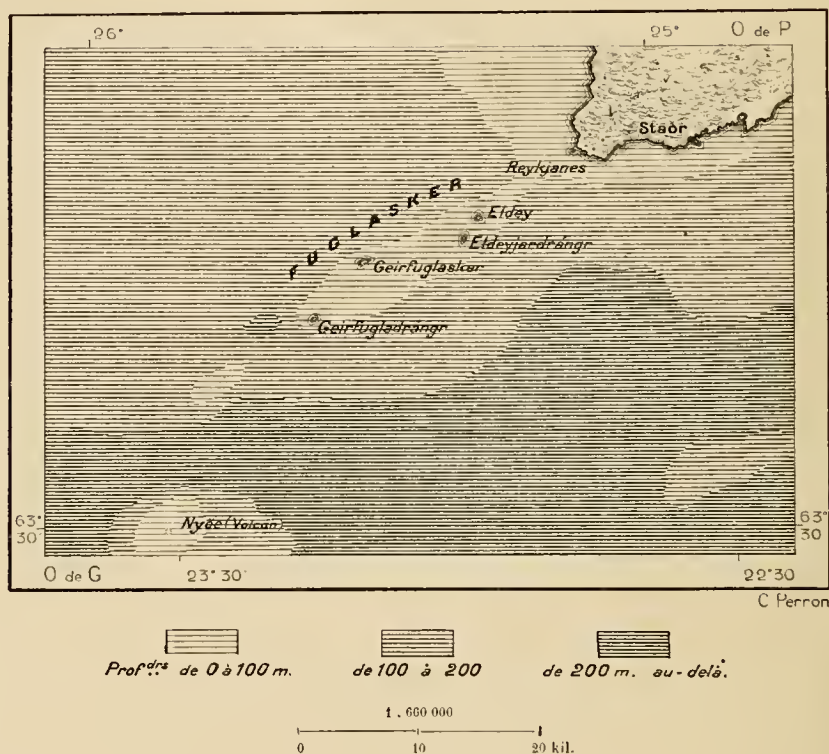 26° 25° O de P
Staðr
Reykjanes
FUGLASKER
Eldey
Eldeyjardrángr
Geirfuglasker
Geirfugladrángr
63° 30' 63° 30'
Nyöe (Volcan)
O de G 23°30' 22°30
C Perron
Profdrs de 0 à 100 m. de 100 à 200 de 200 m. au-delà.
1 . 600 000
0 10 20 kil.